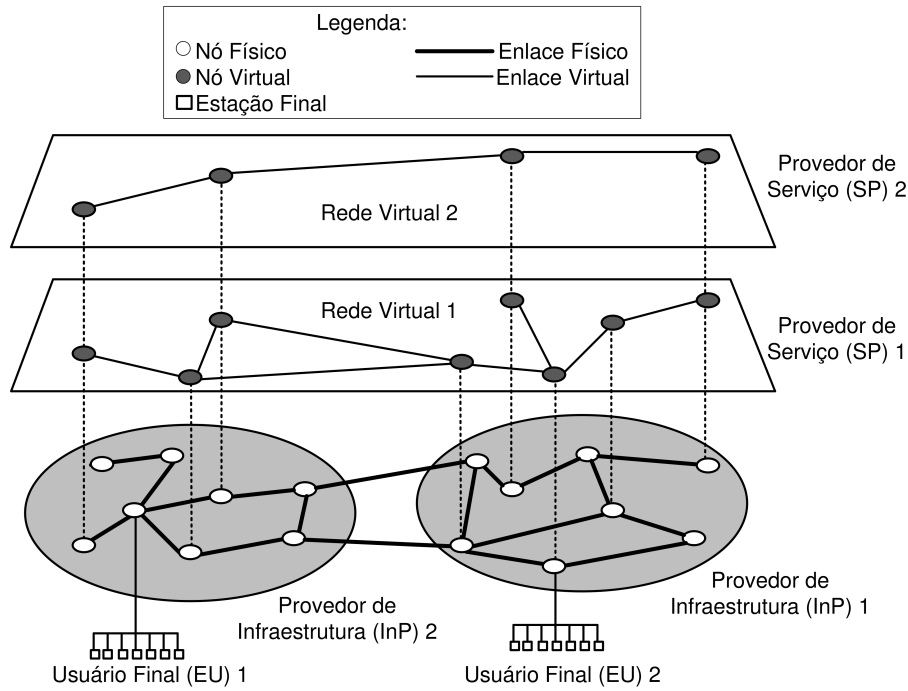 Legenda:
Nó Físico
Enlace Físico
Nó Virtual
Enlace Virtual
Estação Final
Provedor de
Serviço (SP) 2
Rede Virtual 2
Rede Virtual 1
Provedor de
Serviço (SP) 1
Provedor de
Infraestrutura (InP) 1
Provedor de
Infraestrutura (InP) 2
Usuário Final (EU) 1
Usuário Final (EU) 2